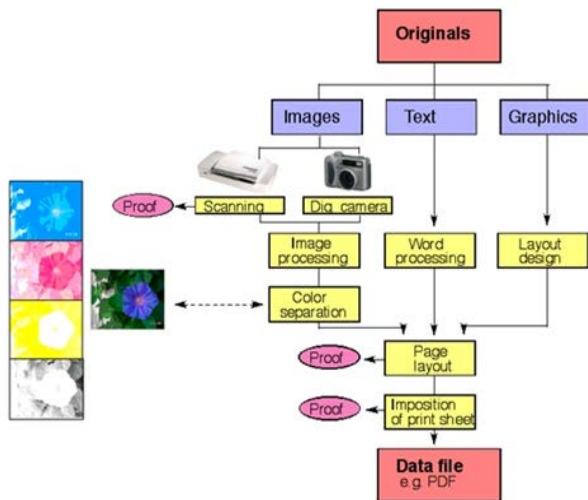 Originals
Images
Text
Graphics
Proof
Scanning
Dig. camera
Image
processing
Word
processing
Layout
design
Color
separation
Proof
Page
layout
Proof
Imposition
of print sheet
Data file
e.g. PDF